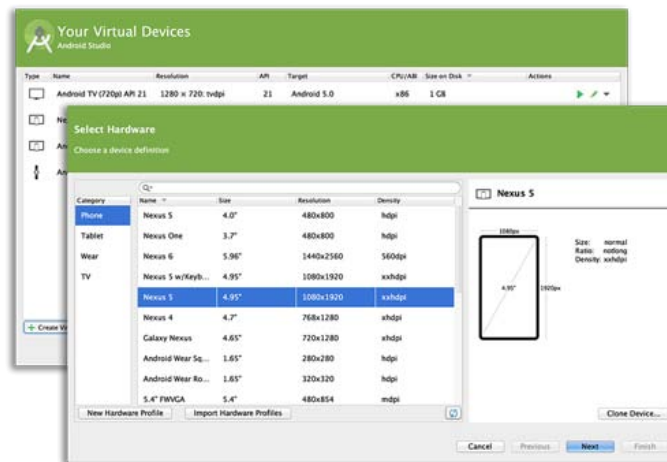 Your Virtual Devices
Android Studio
Type Name Resolution API Target CPU/ABI Size on Disk Actions
Android TV (720p) API 21 1280 × 720: tvdpi 21 Android 5.0 x86 1 GB
Ne
An
An
+ Create Vi
Select Hardware
Choose a device definition
Category Name Size Resolution Density
Phone Nexus S 4.0" 480x800 hdpi
Tablet Nexus One 3.7" 480x800 hdpi
Wear Nexus 6 5.96" 1440x2560 560dpi
TV Nexus 5 w/Keyb... 4.95" 1080x1920 xxhdpi
Nexus 5 4.95" 1080x1920 xxhdpi
Nexus 4 4.7" 768x1280 xhdpi
Galaxy Nexus 4.65" 720x1280 xhdpi
Android Wear Sq... 1.65" 280x280 hdpi
Android Wear Ro... 1.65" 320x320 hdpi
5.4" FWVGA 5.4" 480x854 mdpi
New Hardware Profile Import Hardware Profiles
Nexus 5
1080px
4.95"
1920px
Size: normal
Ratio: notlong
Density: xxhdpi
Clone Device...
Cancel Previous Next Finish